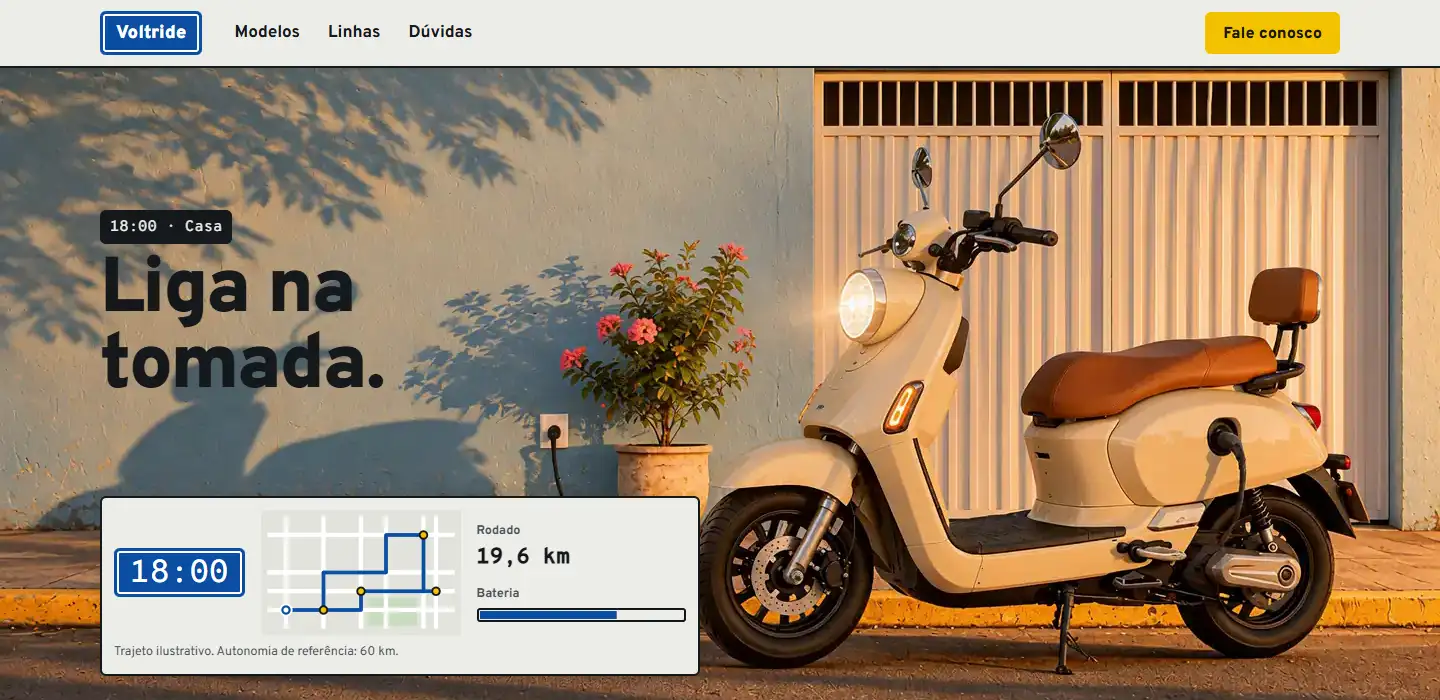 Voltride
Modelos
Linhas
Dúvidas
Fale conosco
18:00 · Casa
Liga na
tomada.
18:00
Rodado
19,6 km
Bateria
Trajeto ilustrativo. Autonomia de referência: 60 km.